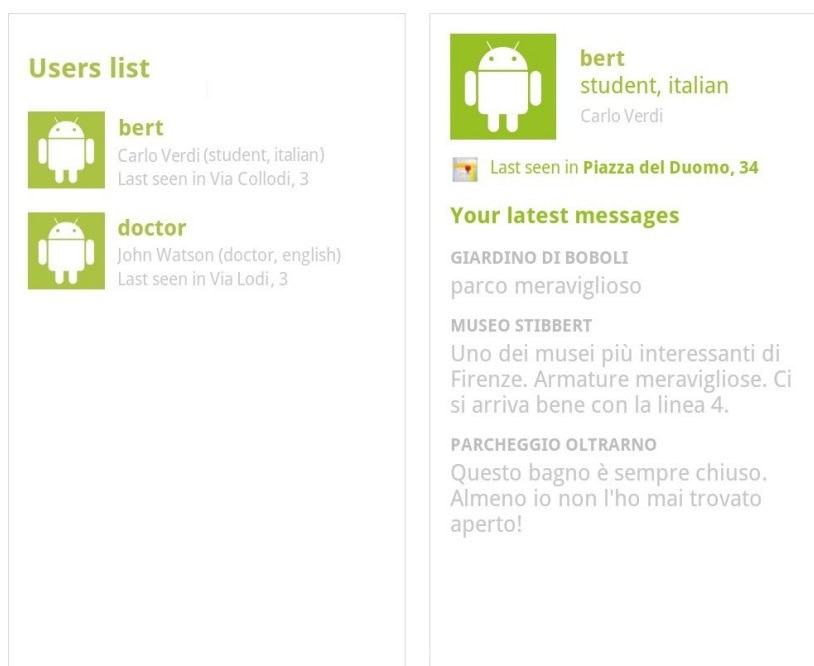 Users list
bert
Carlo Verdi (student, italian)
Last seen in Via Collodi, 3
doctor
John Watson (doctor, english)
Last seen in Via Lodi, 3
bert
student, italian
Carlo Verdi
Last seen in Piazza del Duomo, 34
Your latest messages
GIARDINO DI BOBOLI
parco meraviglioso
MUSEO STIBBERT
Uno dei musei più interessanti di
Firenze. Armature meravigliose. Ci
si arriva bene con la linea 4.
PARCHEGGIO OLTRARNO
Questo bagno è sempre chiuso.
Almeno io non l'ho mai trovato
aperto!